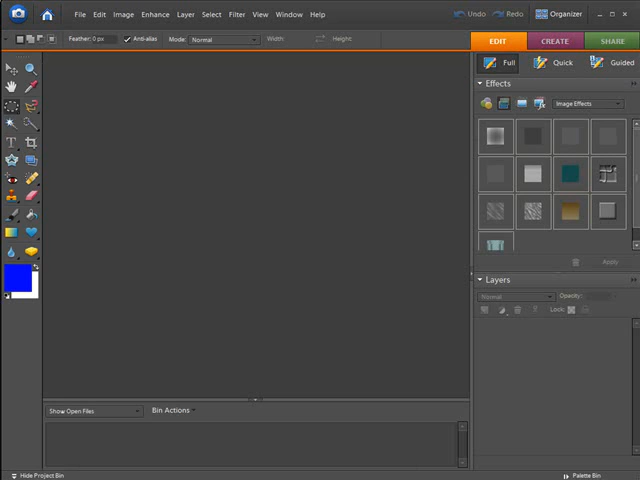 File Edit Image Enhance Layer Select Filter View Window Help Undo Redo Organizer
Feather: 0 px Anti-alias Mode: Normal Width: Height: EDIT CREATE SHARE
Full Quick Guided
Effects
Image Effects
Apply
Layers
Normal Opacity:
Lock:
Show Open Files Bin Actions
Hide Project Bin Palette Bin